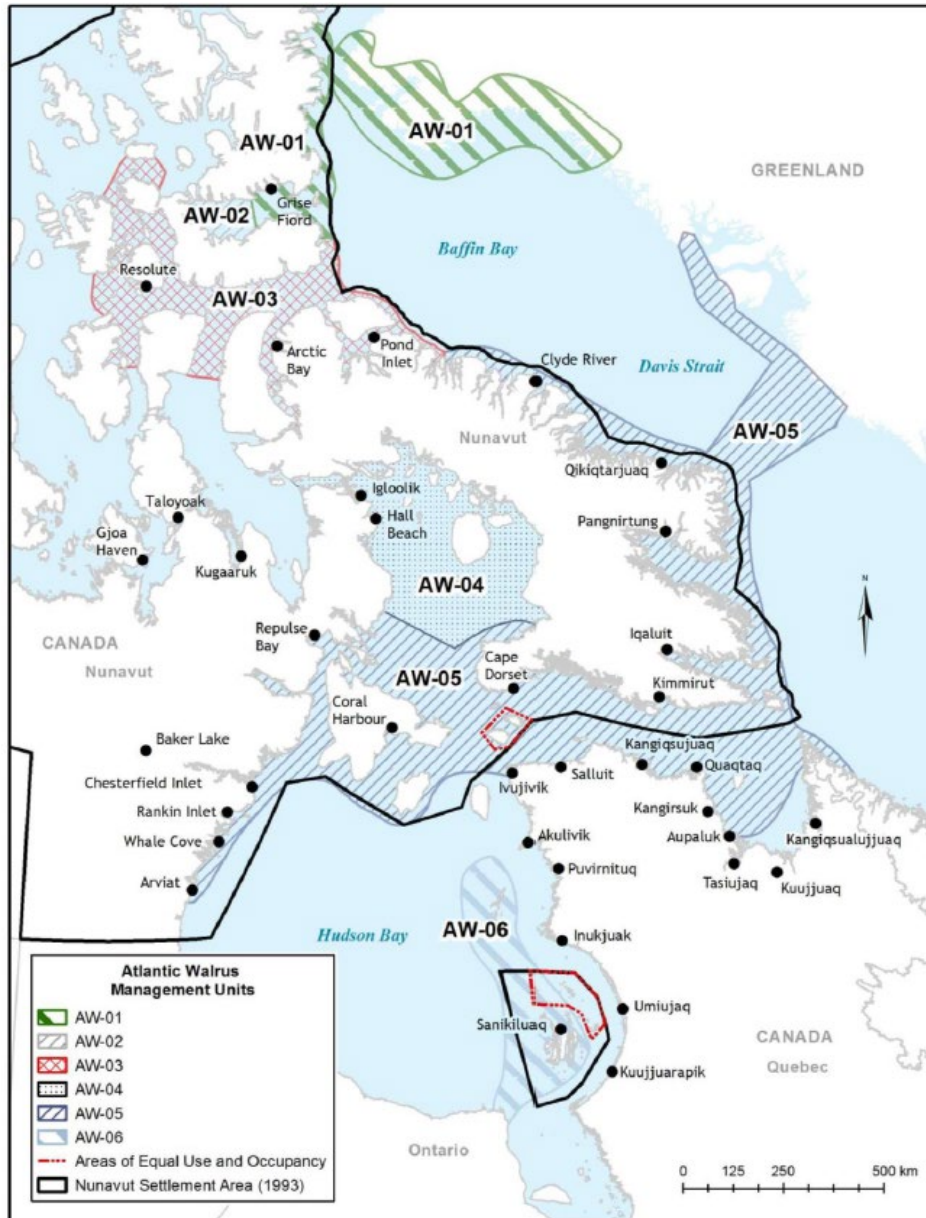 AW-01
AW-01
GREENLAND
Grise
Fiord
AW-02
Baffin Bay
Resolute
AW-03
Arctic
Bay
Pond
Inlet
Clyde River
Davis Strait
AW-05
Nunavut
Qikiqtarjuaq
Igloolik
Hall
Beach
Taloyoak
Gjoa
Haven
Kugaaruk
Pangnirtung
AW-04
N
CANADA
Nunavut
Repulse
Bay
Iqaluit
AW-05
Cape
Dorset
Kimmirut
Coral
Harbour
Baker Lake
Kangiqsujuaq
Chesterfield Inlet
Ivujivik
Salluit
Quaqtaq
Rankin Inlet
Kangirsuk
Whale Cove
Akulivik
Aupaluk
Kangiqsualujjuaq
Arviat
Puvirnituq
Tasiujaq
Kuujjuaq
Hudson Bay
AW-06
Inukjuak
Sanikiluaq
Umiujaq
CANADA
Quebec
Kuujjuarapik
Ontario
Atlantic Walrus
Management Units
AW-01
AW-02
AW-03
AW-04
AW-05
AW-06
Areas of Equal Use and Occupancy
Nunavut Settlement Area (1993)
0 125 250 500 km